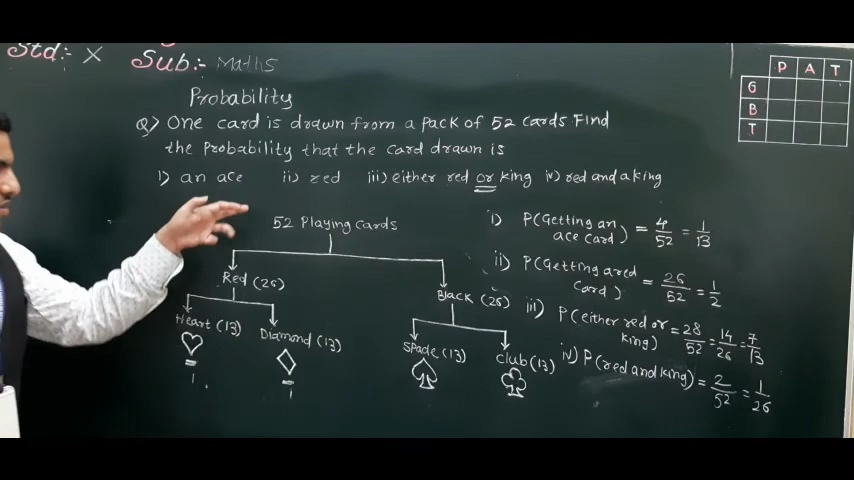 Std:- X
Sub:- Maths
P A T
G
B
T
Probability
Q> One card is drawn from a pack of 52 cards Find
the Probability that the card drawn is
i) an ace ii) red iii) either red or king iv) red and a king
52 Playing cards
Red (26)
Black (26)
Heart (13)
Diamond (13)
Spade (13)
Club (13)
1
1
i) P(Getting an
ace card) = 4/52 = 1/13
ii) P(Getting a red
card) = 26/52 = 1/2
iii) P(either red or
king) = 28/52 = 14/26 = 7/13
iv) P(red and king) = 2/52 = 1/26